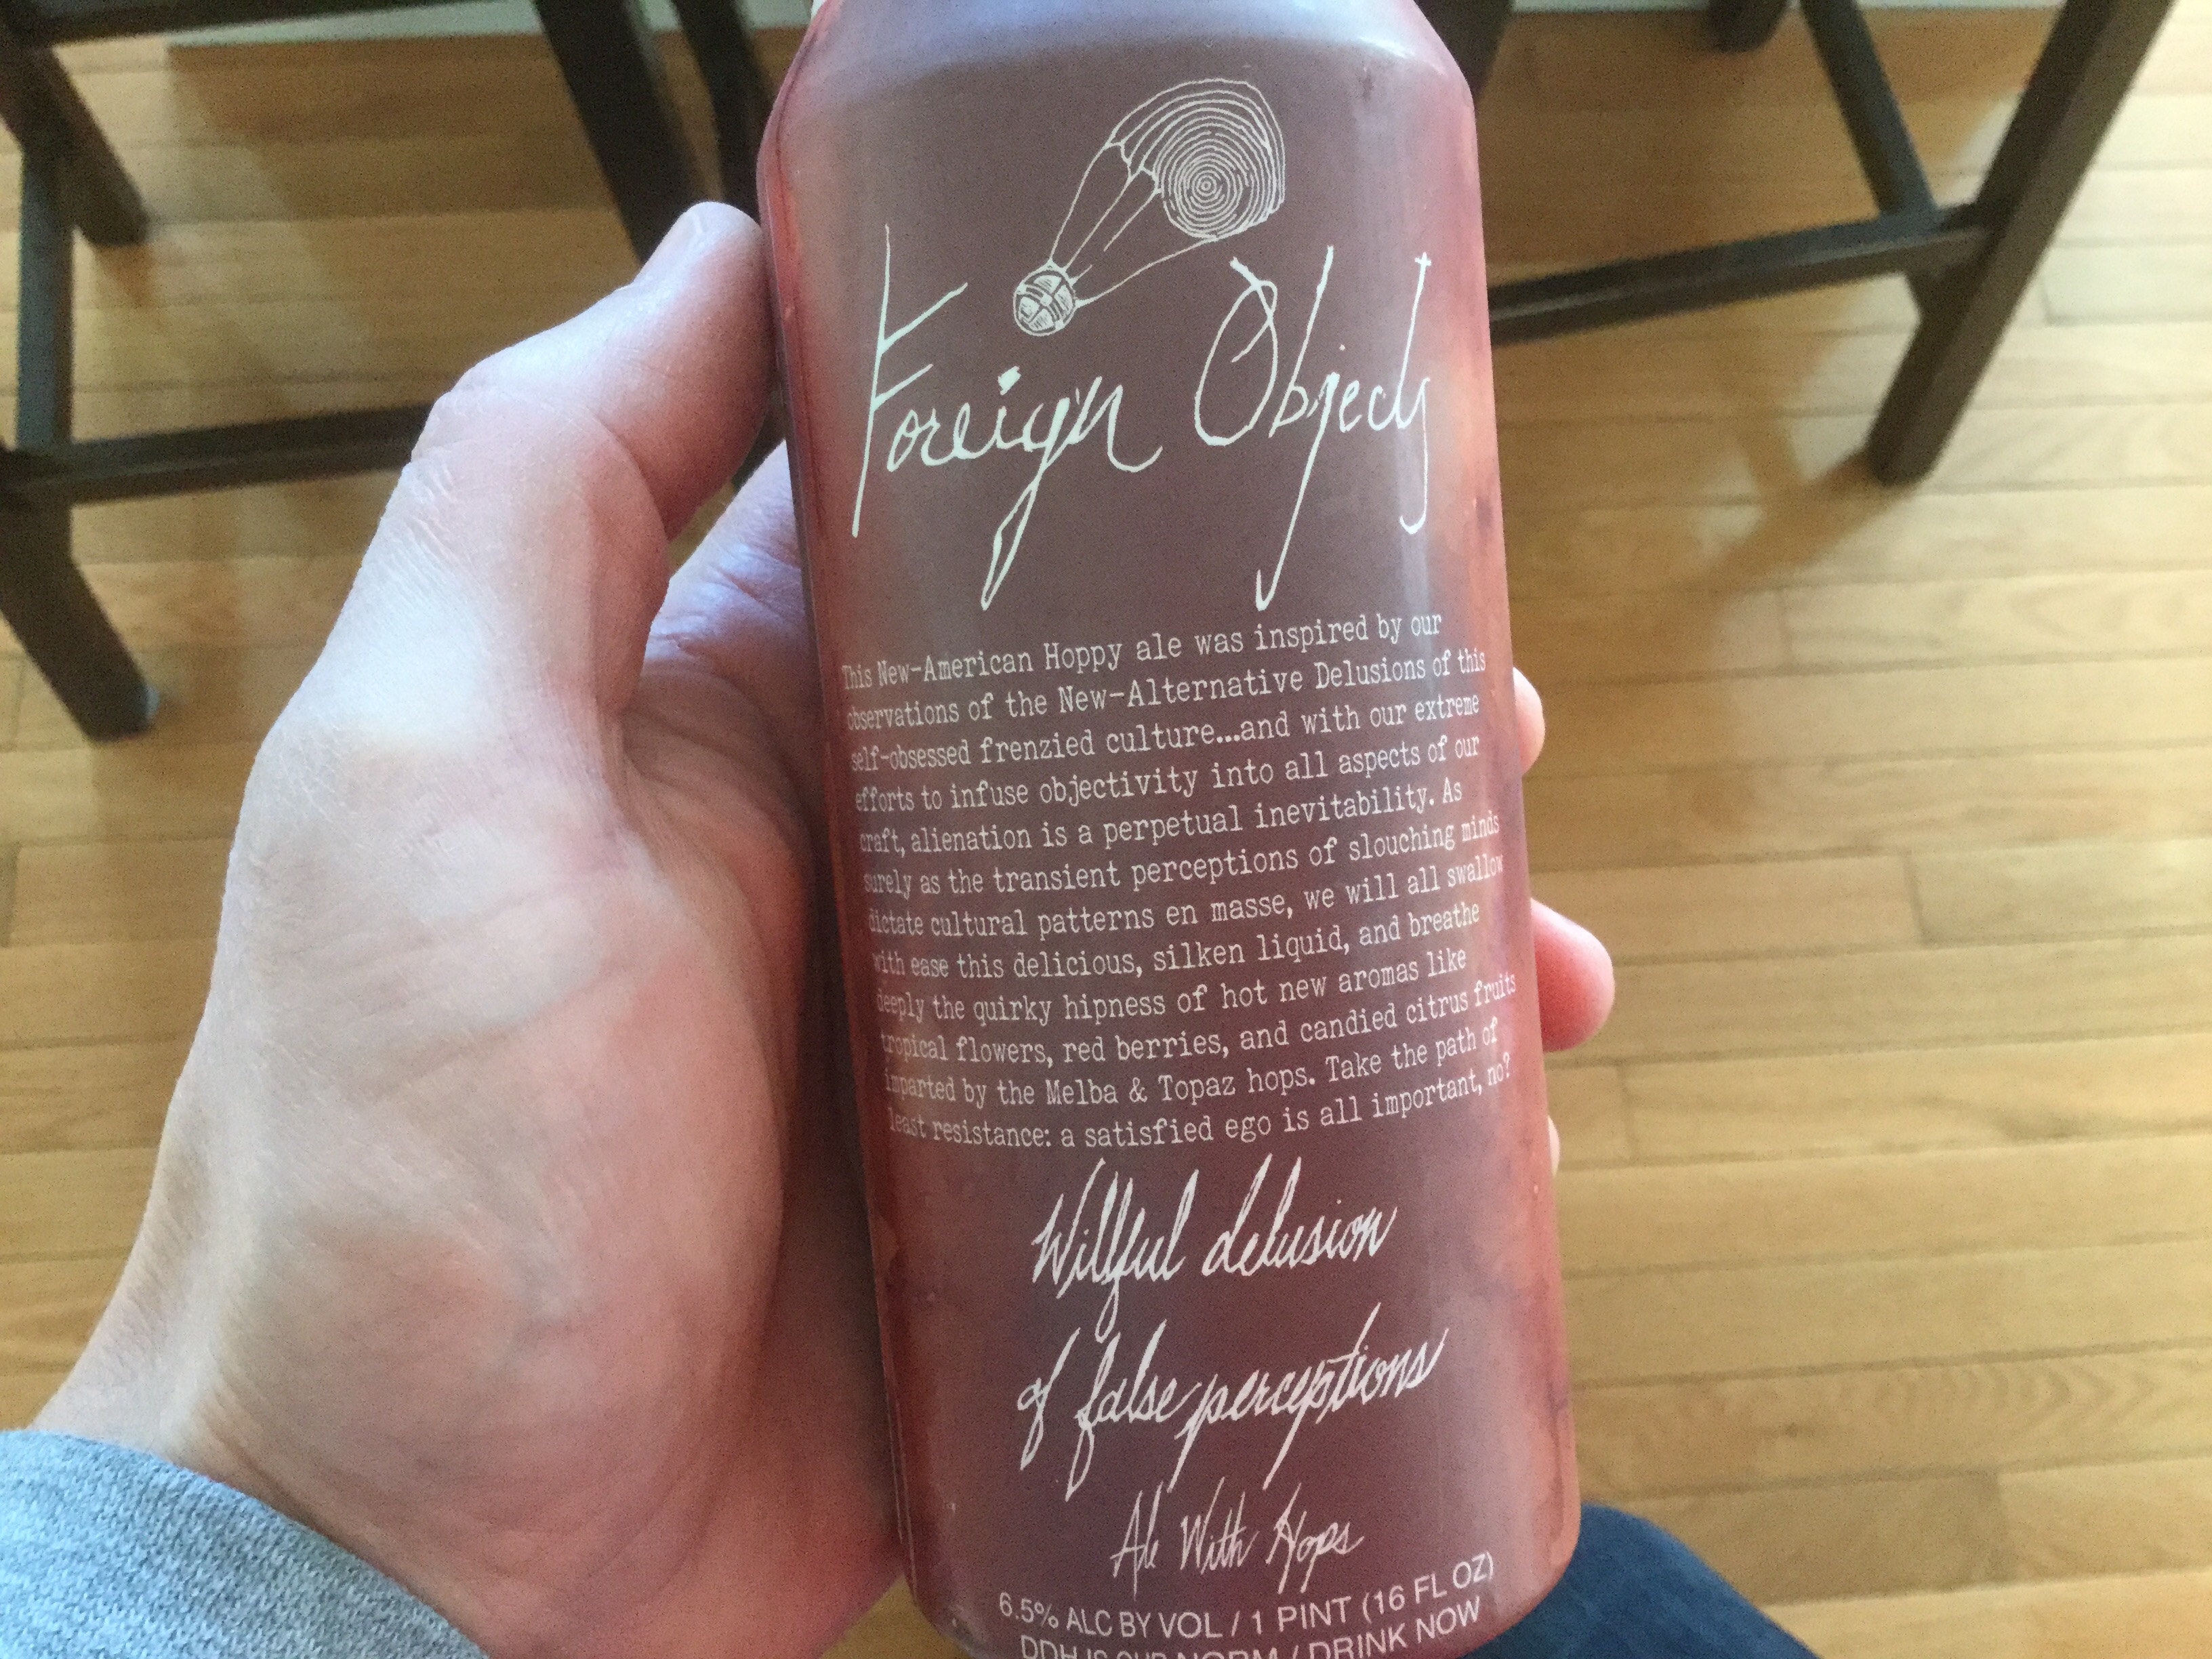 Foreign Objects
This New-American Hoppy ale was inspired by our
observations of the New-Alternative Delusions of this
self-obsessed frenzied culture...and with our extreme
efforts to infuse objectivity into all aspects of our
craft, alienation is a perpetual inevitability. As
surely as the transient perceptions of slouching minds
dictate cultural patterns en masse, we will all swallow
with ease this delicious, silken liquid, and breathe
deeply the quirky hipness of hot new aromas like
tropical flowers, red berries, and candied citrus fruits
imparted by the Melba & Topaz hops. Take the path of
least resistance: a satisfied ego is all important, no?
Willful delusion
of false perceptions
Ale With Hops
6.5% ALC BY VOL / 1 PINT (16 FL OZ)
DDH IS OUR NORM / DRINK NOW